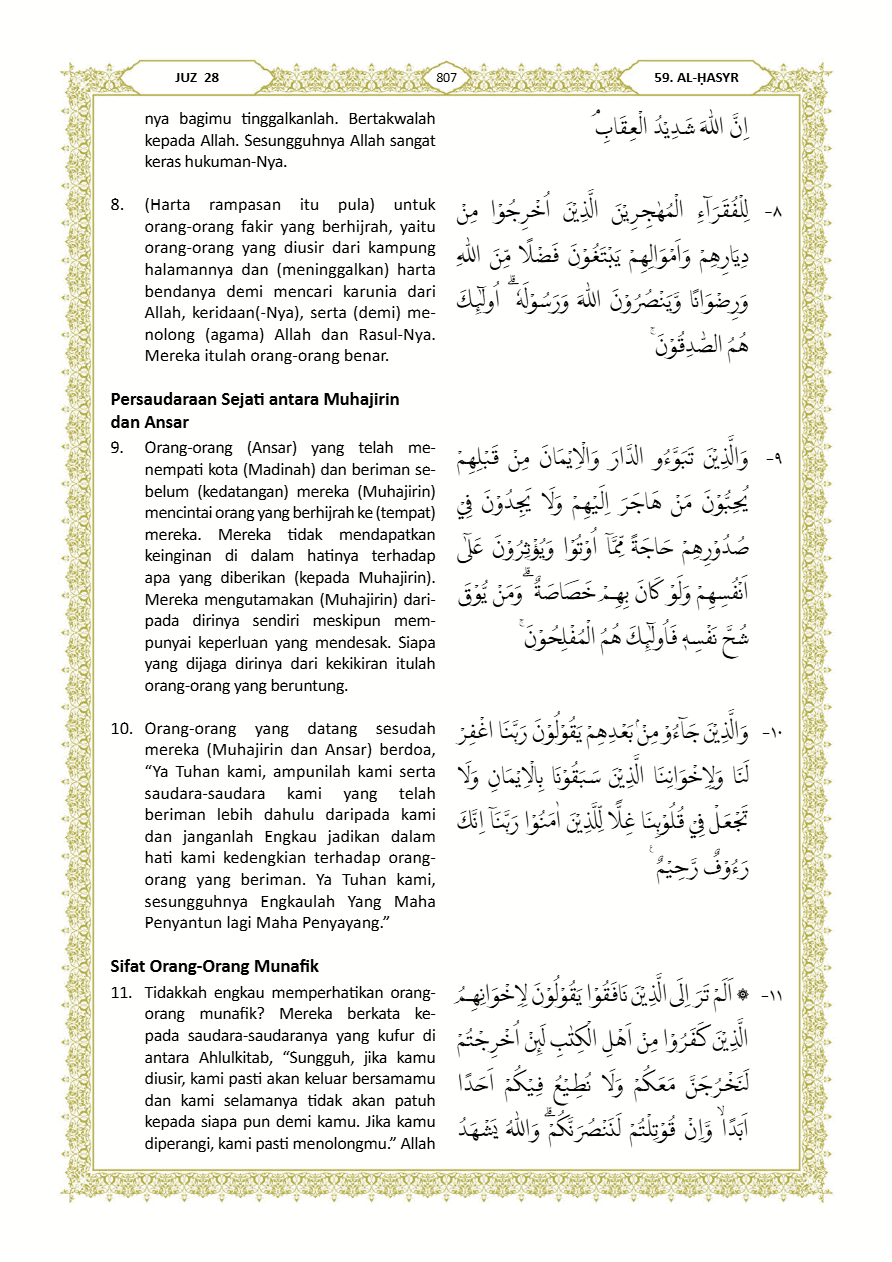 JUZ 28
807
59. AL-ḤASYR
nya bagimu tinggalkanlah. Bertakwalah
kepada Allah. Sesungguhnya Allah sangat
keras hukuman-Nya.
اِنَّ اللّٰهَ شَدِيْدُ الْعِقَابِۘ
8. (Harta rampasan itu pula) untuk
orang-orang fakir yang berhijrah, yaitu
orang-orang yang diusir dari kampung
halamannya dan (meninggalkan) harta
bendanya demi mencari karunia dari
Allah, keridaan(-Nya), serta (demi) me-
nolong (agama) Allah dan Rasul-Nya.
Mereka itulah orang-orang benar.
٨- لِلْفُقَرَاۤءِ الْمُهٰجِرِيْنَ الَّذِيْنَ اُخْرِجُوْا مِنْ
دِيَارِهِمْ وَاَمْوَالِهِمْ يَبْتَغُوْنَ فَضْلًا مِّنَ اللّٰهِ
وَرِضْوَانًا وَّيَنْصُرُوْنَ اللّٰهَ وَرَسُوْلَهٗ ۗ اُولٰۤىِٕكَ
هُمُ الصّٰدِقُوْنَۚ
Persaudaraan Sejati antara Muhajirin
dan Ansar
9. Orang-orang (Ansar) yang telah me-
nempati kota (Madinah) dan beriman se-
belum (kedatangan) mereka (Muhajirin)
mencintai orang yang berhijrah ke (tempat)
mereka. Mereka tidak mendapatkan
keinginan di dalam hatinya terhadap
apa yang diberikan (kepada Muhajirin).
Mereka mengutamakan (Muhajirin) dari-
pada dirinya sendiri meskipun mem-
punyai keperluan yang mendesak. Siapa
yang dijaga dirinya dari kekikiran itulah
orang-orang yang beruntung.
٩- وَالَّذِيْنَ تَبَوَّءُو الدَّارَ وَالْاِيْمَانَ مِنْ قَبْلِهِمْ
يُحِبُّوْنَ مَنْ هَاجَرَ اِلَيْهِمْ وَلَا يَجِدُوْنَ فِيْ
صُدُوْرِهِمْ حَاجَةً مِّمَّآ اُوْتُوْا وَيُؤْثِرُوْنَ عَلٰٓى
اَنْفُسِهِمْ وَلَوْ كَانَ بِهِمْ خَصَاصَةٌ ۗ وَمَنْ يُّوْقَ
شُحَّ نَفْسِهٖ فَاُولٰۤىِٕكَ هُمُ الْمُفْلِحُوْنَۚ
10. Orang-orang yang datang sesudah
mereka (Muhajirin dan Ansar) berdoa,
“Ya Tuhan kami, ampunilah kami serta
saudara-saudara kami yang telah
beriman lebih dahulu daripada kami
dan janganlah Engkau jadikan dalam
hati kami kedengkian terhadap orang-
orang yang beriman. Ya Tuhan kami,
sesungguhnya Engkaulah Yang Maha
Penyantun lagi Maha Penyayang.”
١٠- وَالَّذِيْنَ جَاۤءُوْ مِنْۢ بَعْدِهِمْ يَقُوْلُوْنَ رَبَّنَا اغْفِرْ
لَنَا وَلِاِخْوَانِنَا الَّذِيْنَ سَبَقُوْنَا بِالْاِيْمَانِ وَلَا
تَجْعَلْ فِيْ قُلُوْبِنَا غِلًّا لِّلَّذِيْنَ اٰمَنُوْا رَبَّنَآ اِنَّكَ
رَءُوْفٌ رَّحِيْمٌۚ
Sifat Orang-Orang Munafik
11. Tidakkah engkau memperhatikan orang-
orang munafik? Mereka berkata ke-
pada saudara-saudaranya yang kufur di
antara Ahlulkitab, “Sungguh, jika kamu
diusir, kami pasti akan keluar bersamamu
dan kami selamanya tidak akan patuh
kepada siapa pun demi kamu. Jika kamu
diperangi, kami pasti menolongmu.” Allah
١١- ۞ اَلَمْ تَرَ اِلَى الَّذِيْنَ نَافَقُوْا يَقُوْلُوْنَ لِاِخْوَانِهِمُ
الَّذِيْنَ كَفَرُوْا مِنْ اَهْلِ الْكِتٰبِ لَىِٕنْ اُخْرِجْتُمْ
لَنَخْرُجَنَّ مَعَكُمْ وَلَا نُطِيْعُ فِيْكُمْ اَحَدًا
اَبَدًاۙ وَّاِنْ قُوْتِلْتُمْ لَنَنْصُرَنَّكُمْۗ وَاللّٰهُ يَشْهَدُ